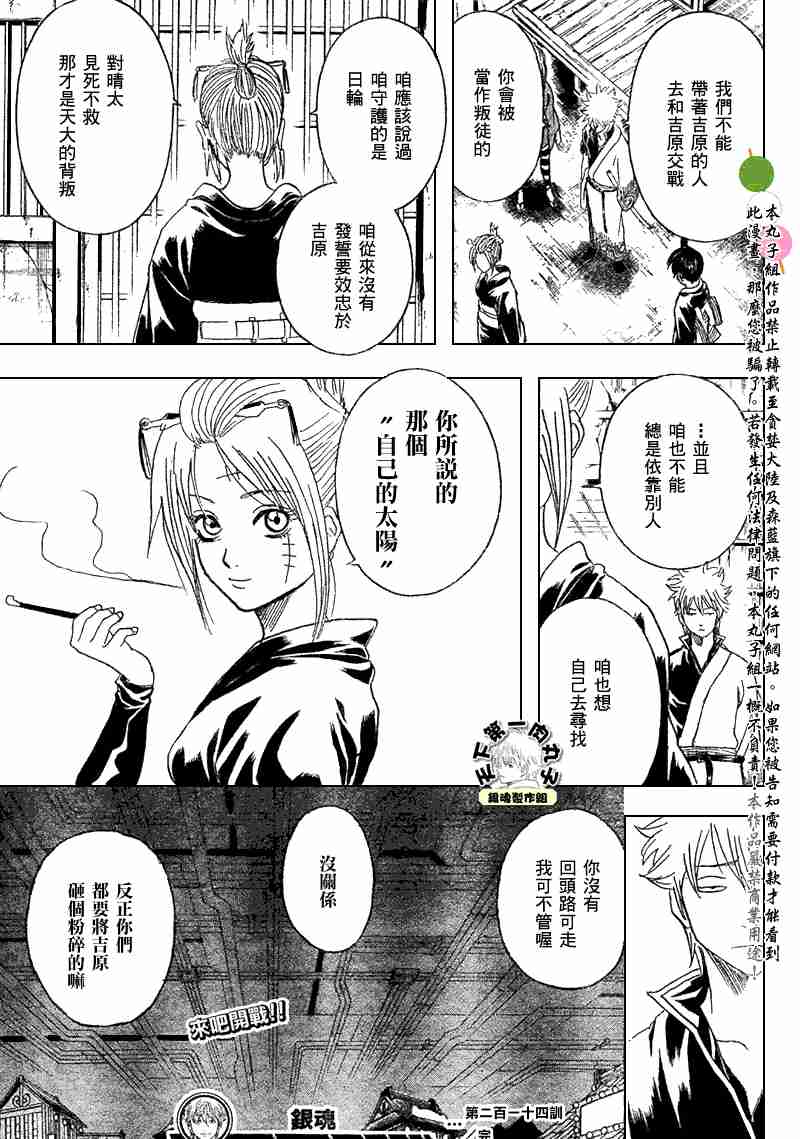 我們不能
帶著吉原的人
去和吉原交戰
你會被
當作叛徒的
咱應該說過
咱守護的是
日輪
咱從來沒有
發誓要效忠於
吉原
對晴太
見死不救
那才是天大的背叛
…並且
咱也不能
總是依靠別人
咱也想
自己去尋找
你所說的
那個
〝自己的太陽〞
你沒有
回頭路可走
我可不管喔
沒關係
反正你們
都要將吉原
砸個粉碎的嘛
來吧開戰!!
銀魂
…第二百一十四訓
／完
天下第一肉丸子
銀魂製作組
本丸子組作品禁止轉載至貪婪大陸及森藍旗下的任何網站。如果您被告知需要付款才能看到
此漫畫，那麼您被騙了。若發生任何法律問題，本丸子組一概不負責！本作品嚴禁商業用途！